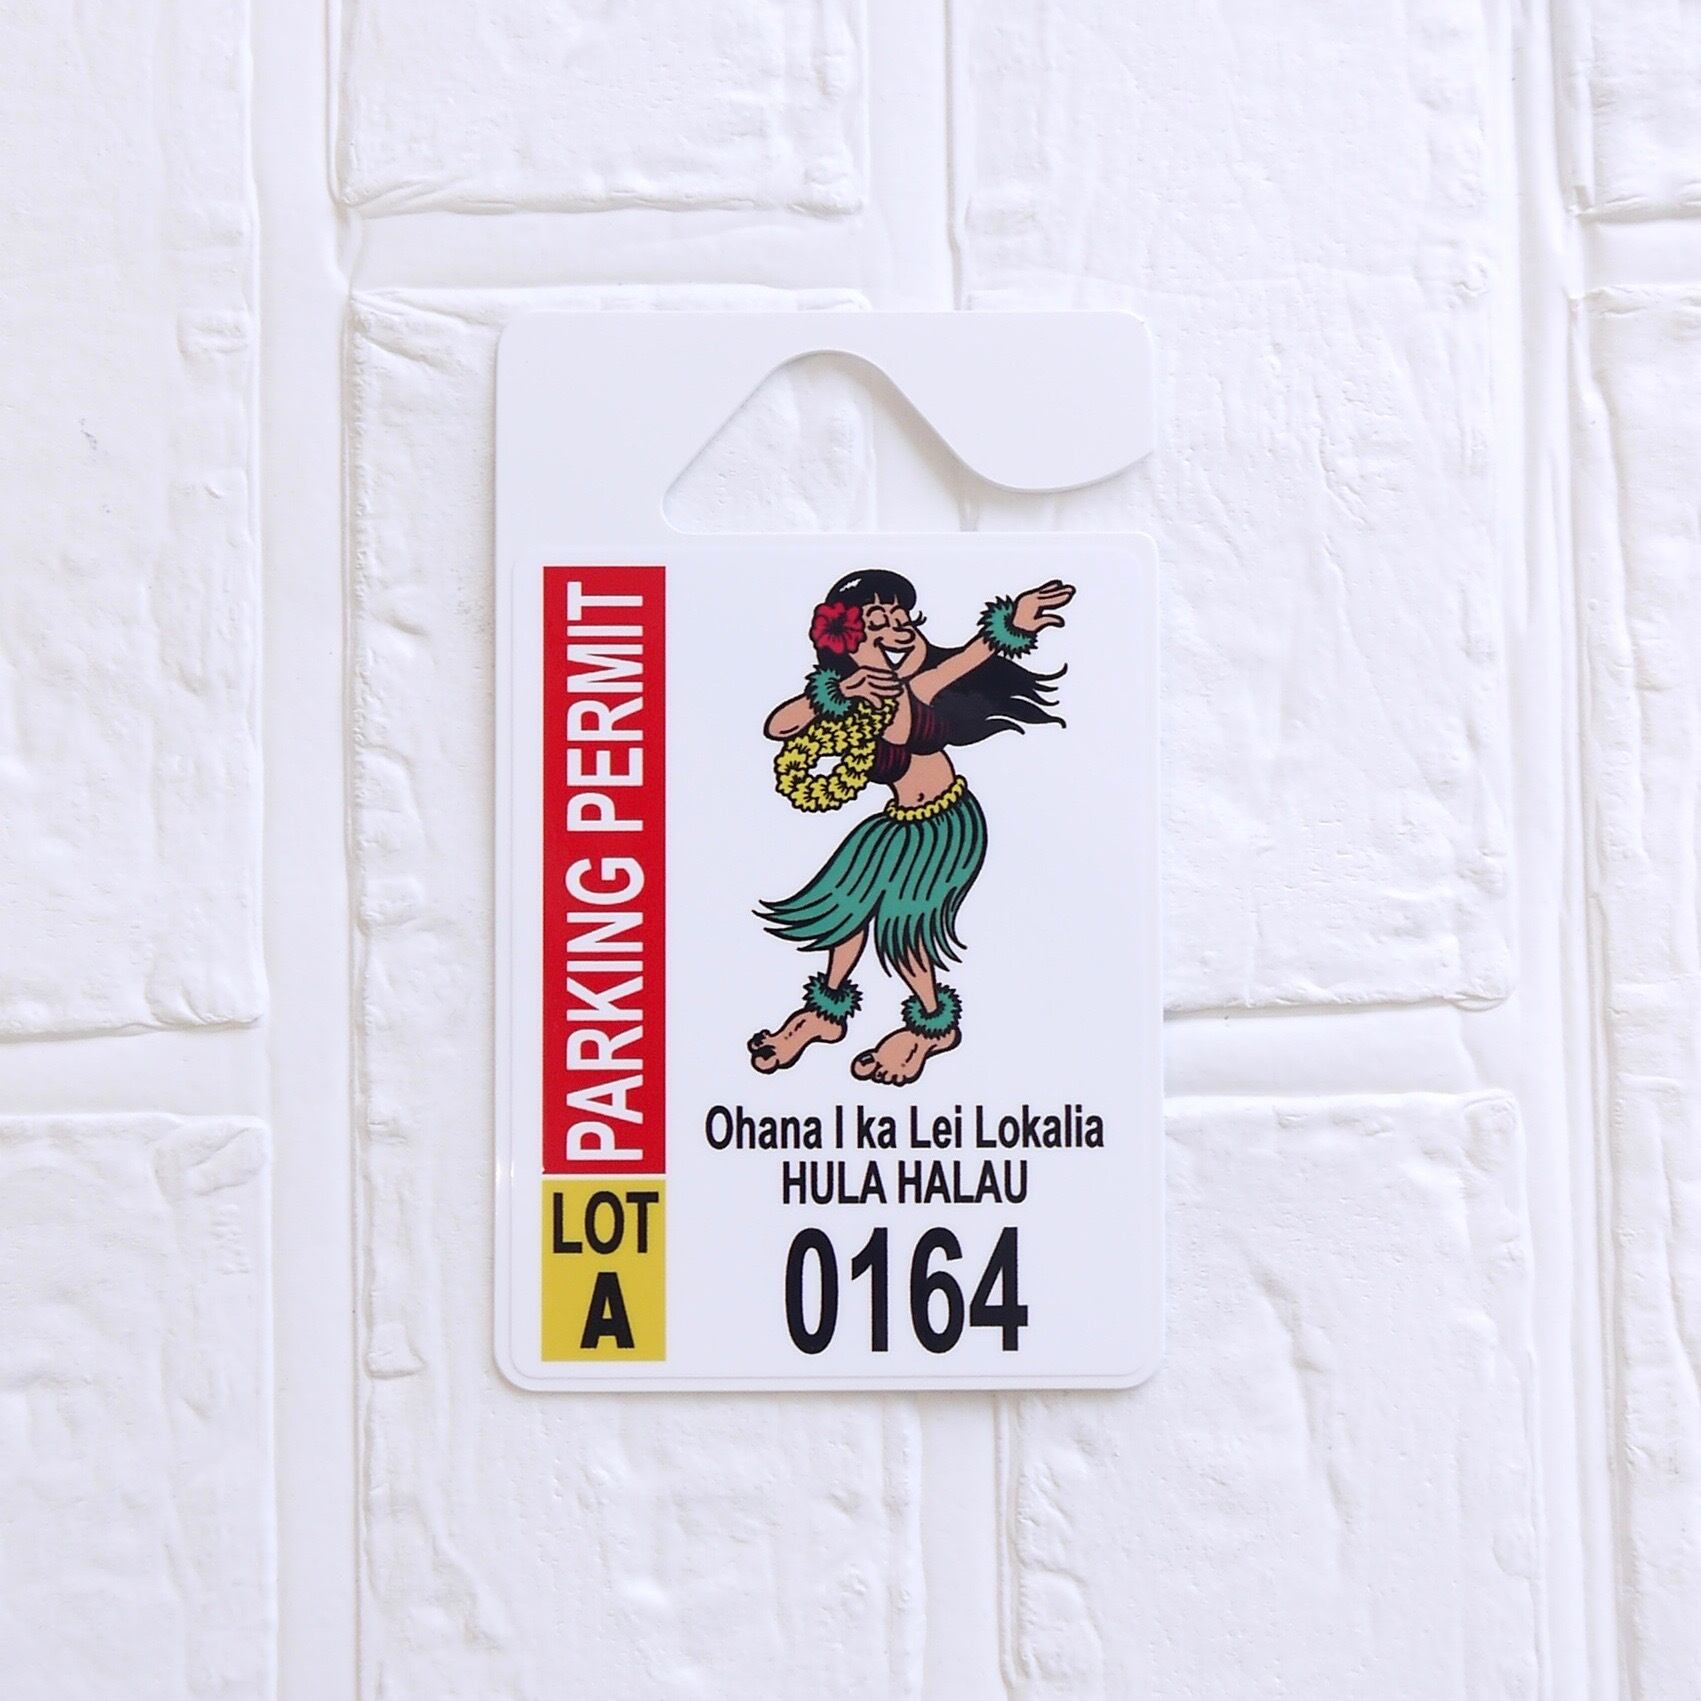 PARKING PERMIT
LOT
A
Ohana I ka Lei Lokalia
HULA HALAU
0164